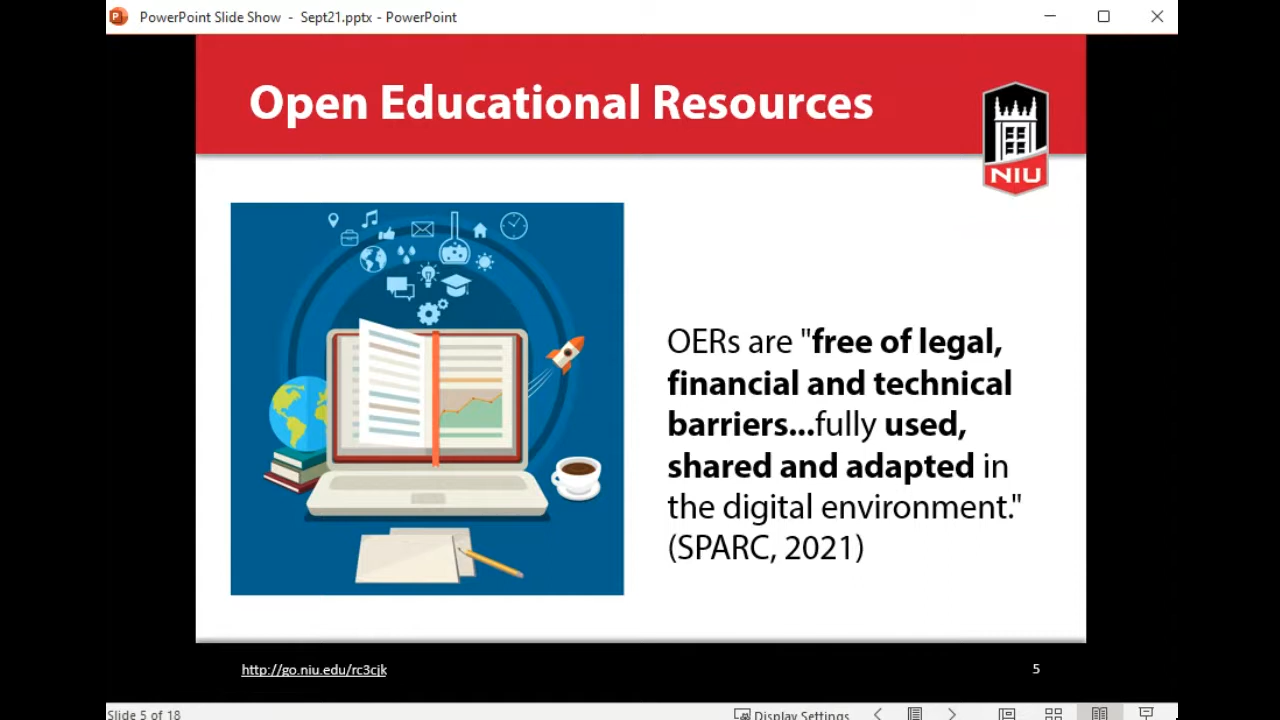 PowerPoint Slide Show - Sept21.pptx - PowerPoint
Open Educational Resources
NIU
OERs are "free of legal,
financial and technical
barriers...fully used,
shared and adapted in
the digital environment."
(SPARC, 2021)
http://go.niu.edu/rc3cjk
5
Slide 5 of 18
Display Settings